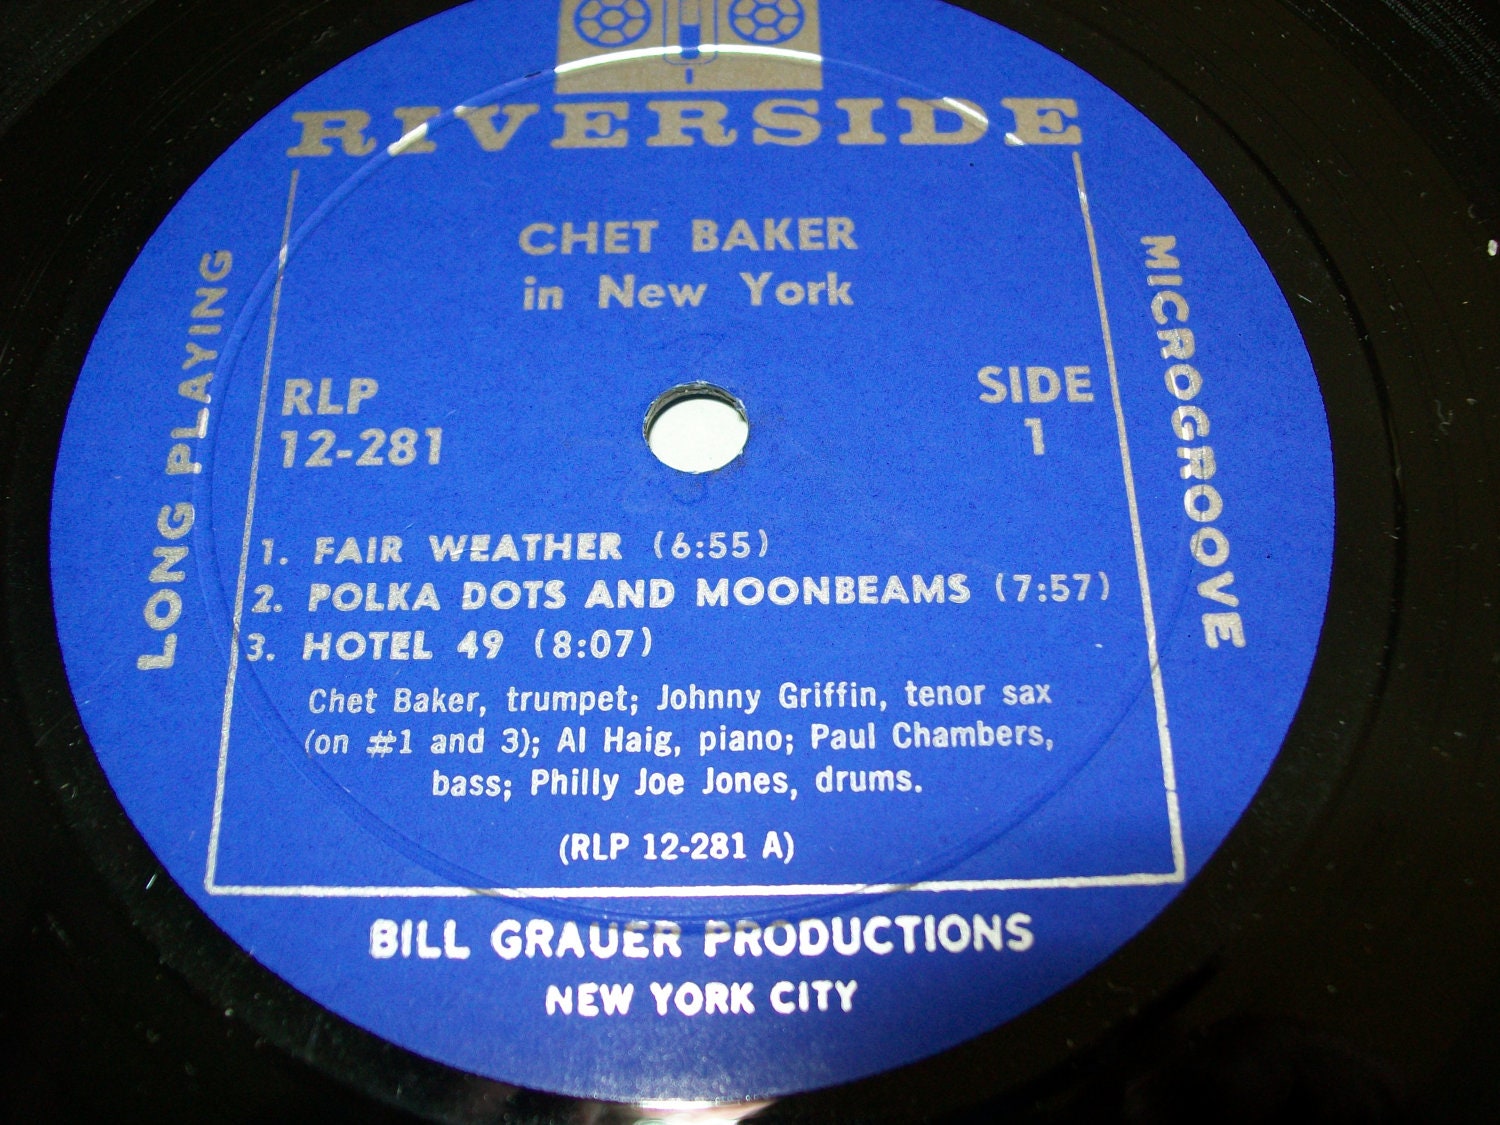 RIVERSIDE
CHET BAKER
in New York
RLP
12-281
SIDE
1
LONG PLAYING
MICROGROOVE
1. FAIR WEATHER (6:55)
2. POLKA DOTS AND MOONBEAMS (7:57)
3. HOTEL 49 (8:07)
Chet Baker, trumpet; Johnny Griffin, tenor sax
(on #1 and 3); Al Haig, piano; Paul Chambers,
bass; Philly Joe Jones, drums.
(RLP 12-281 A)
BILL GRAUER PRODUCTIONS
NEW YORK CITY